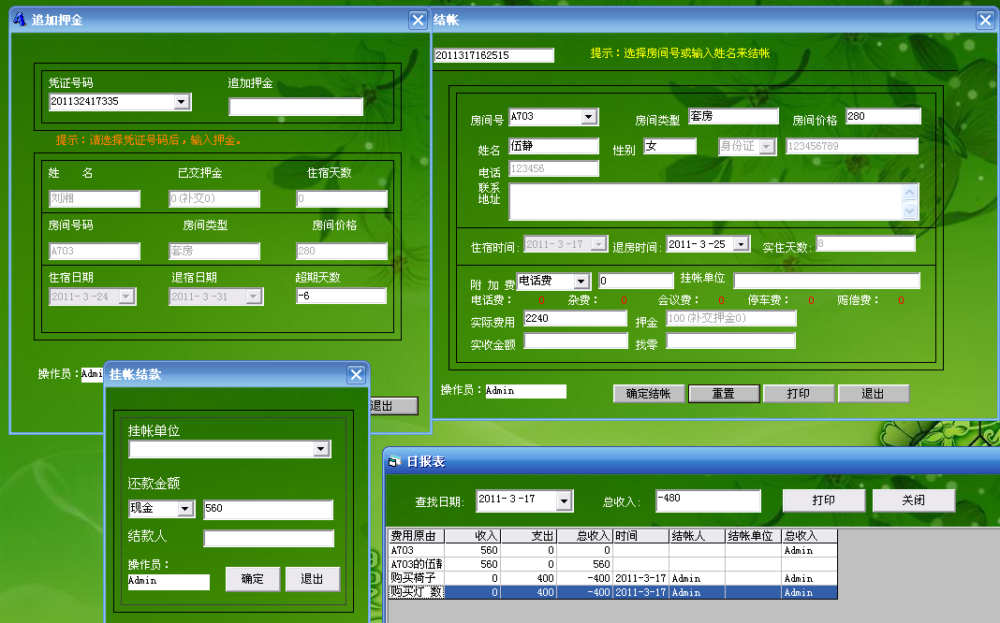 追加押金
凭证号码 追加押金
201132417335
提示：请选择凭证号码后，输入押金。
姓 名 已交押金 住宿天数
刘湘 0(补交0) 0
房间号码 房间类型 房间价格
A703 套房 280
住宿日期 退宿日期 超期天数
2011-3-24 2011-3-31 -6
操作员：Admi
退出
结帐
2011317162515 提示：选择房间号或输入姓名来结帐
房间号 A703 房间类型 套房 房间价格 280
姓名 伍静 性别 女 身份证 123456789
电话 123456
联系
地址
住宿时间: 2011-3-17 退房时间: 2011-3-25 实住天数: 8
附 加 费 电话费 0 挂帐单位
电话费： 0 杂费： 0 会议费： 0 停车费： 0 赔偿费： 0
实际费用 2240 押金 100(补交押金0)
实收金额 找零
操作员：Admin 确定结帐 重置 打印 退出
挂帐结款
挂帐单位
还款金额
现金 560
结款人
操作员：
Admin 确定 退出
日报表
查找日期: 2011-3-17 总收入: -480 打印 关闭
费用原由 收入 支出 总收入 时间 结帐人 结帐单位 总收入
A703 560 0 0 Admin
A703的伍静 560 0 560
购买椅子 0 400 -400 2011-3-17 Admin Admin
购买灯 数 0 400 -400 2011-3-17 Admin Admin